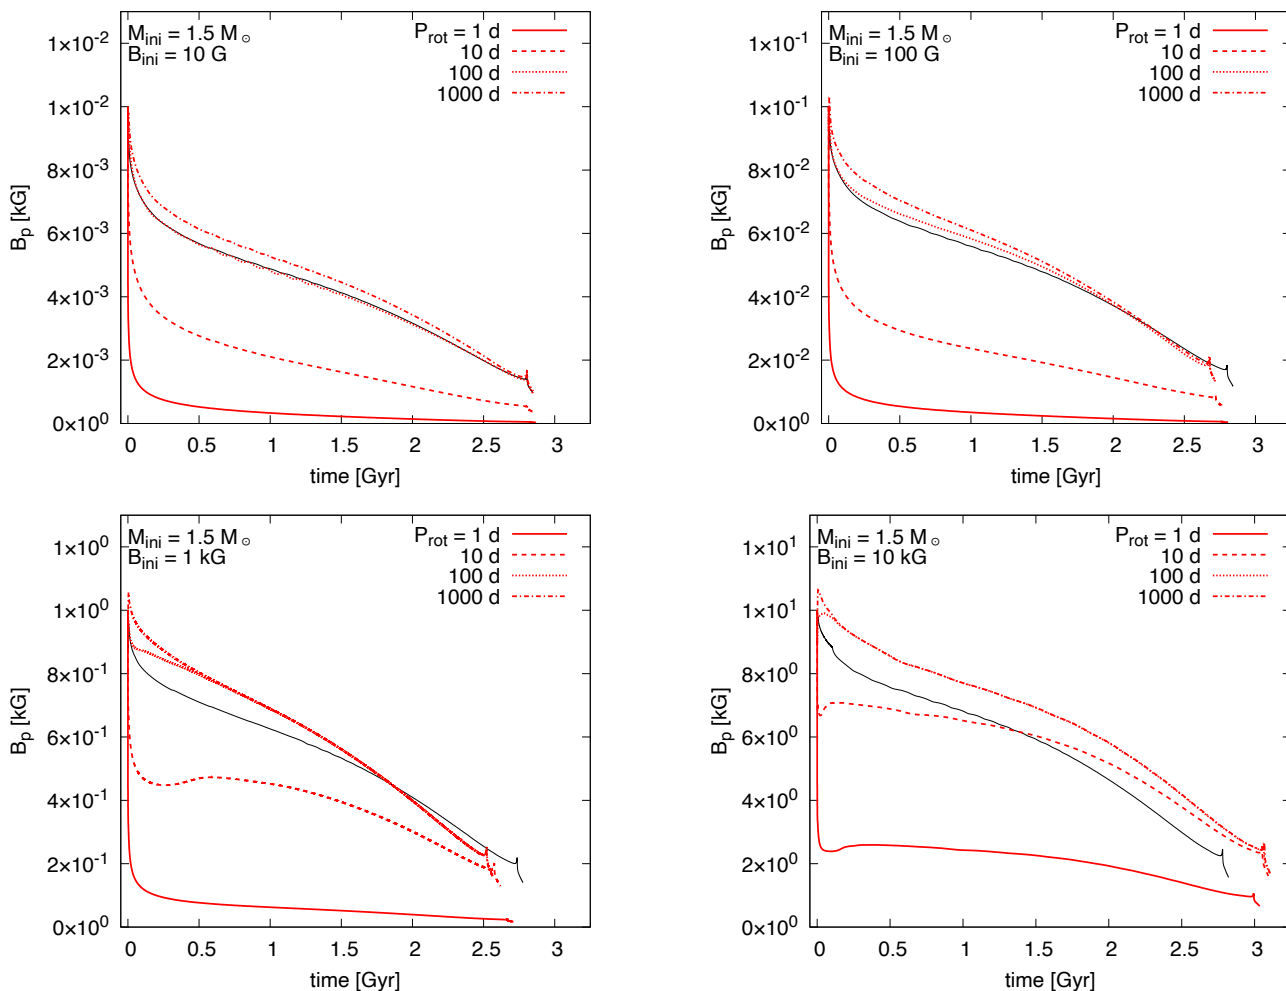 M_ini = 1.5 M_⊙
B_ini = 10 G
P_rot = 1 d
10 d
100 d
1000 d
1×10^-2
1×10^-2
8×10^-3
6×10^-3
4×10^-3
2×10^-3
0×10^0
B_p [kG]
0 0.5 1 1.5 2 2.5 3
time [Gyr]
M_ini = 1.5 M_⊙
B_ini = 100 G
P_rot = 1 d
10 d
100 d
1000 d
1×10^-1
1×10^-1
8×10^-2
6×10^-2
4×10^-2
2×10^-2
0×10^0
B_p [kG]
0 0.5 1 1.5 2 2.5 3
time [Gyr]
M_ini = 1.5 M_⊙
B_ini = 1 kG
P_rot = 1 d
10 d
100 d
1000 d
1×10^0
1×10^0
8×10^-1
6×10^-1
4×10^-1
2×10^-1
0×10^0
B_p [kG]
0 0.5 1 1.5 2 2.5 3
time [Gyr]
M_ini = 1.5 M_⊙
B_ini = 10 kG
P_rot = 1 d
10 d
100 d
1000 d
1×10^1
1×10^1
8×10^0
6×10^0
4×10^0
2×10^0
0×10^0
B_p [kG]
0 0.5 1 1.5 2 2.5 3
time [Gyr]